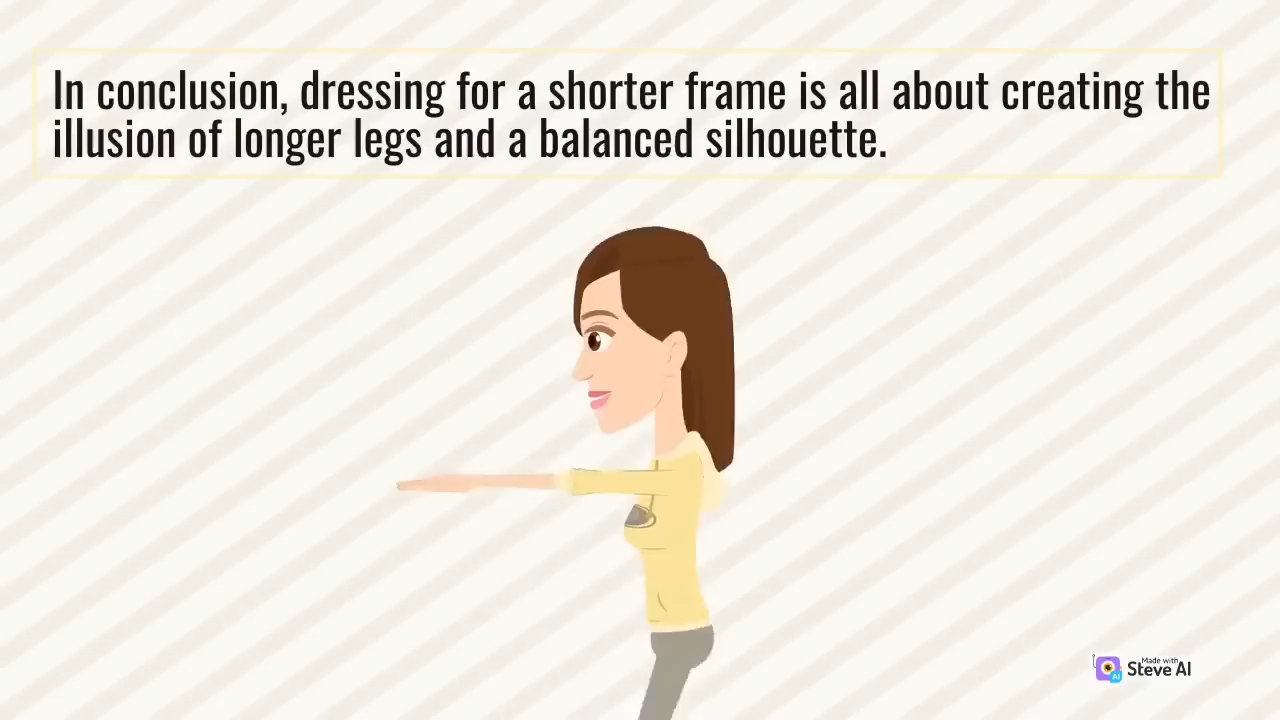 In conclusion, dressing for a shorter frame is all about creating the
illusion of longer legs and a balanced silhouette.
Made with
Steve AI
AI